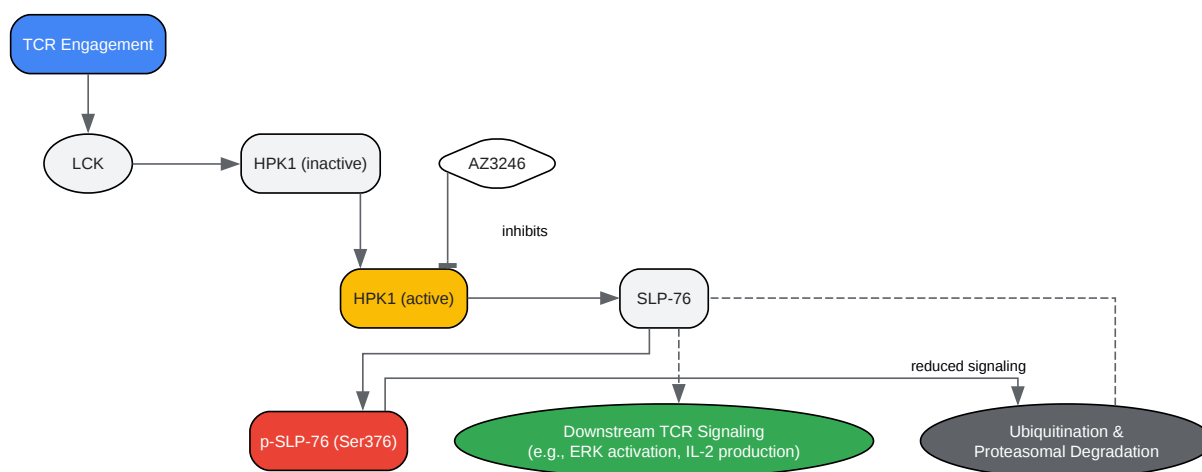 TCR Engagement
LCK
HPK1 (inactive)
AZ3246
inhibits
HPK1 (active)
SLP-76
reduced signaling
p-SLP-76 (Ser376)
Downstream TCR Signaling
(e.g., ERK activation, IL-2 production)
Ubiquitination &
Proteasomal Degradation